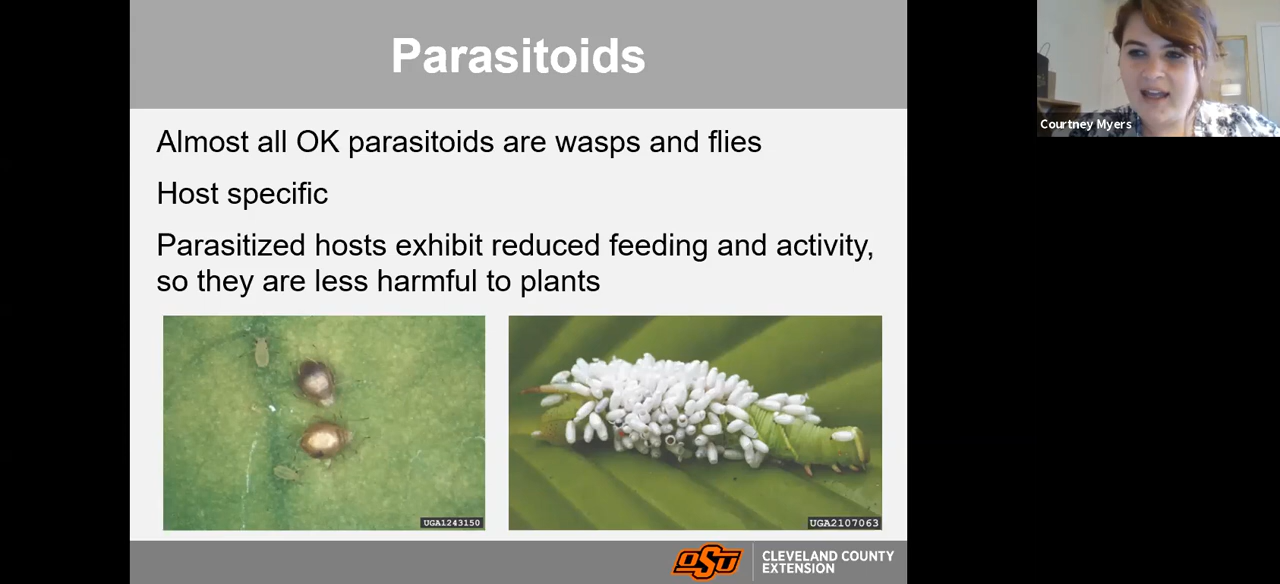 Parasitoids
Courtney Myers
Almost all OK parasitoids are wasps and flies
Host specific
Parasitized hosts exhibit reduced feeding and activity,
so they are less harmful to plants
UGA1243150
UGA2107063
OSU
CLEVELAND COUNTY
EXTENSION